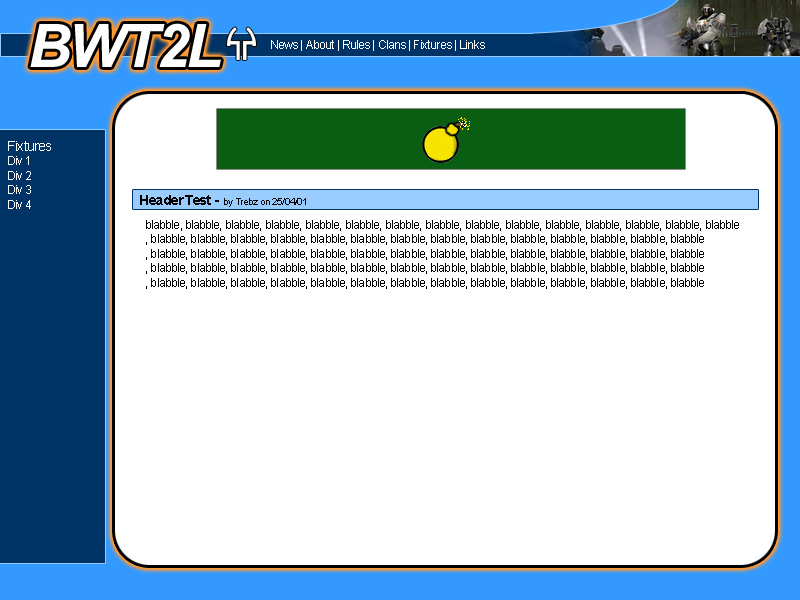 BWT2L
News | About | Rules | Clans | Fixtures | Links
Fixtures
Div 1
Div 2
Div 3
Div 4
HeaderTest - by Trebz on 25/04/01
blabble, blabble, blabble, blabble, blabble, blabble, blabble, blabble, blabble, blabble, blabble, blabble, blabble, blabble, blabble
, blabble, blabble, blabble, blabble, blabble, blabble, blabble, blabble, blabble, blabble, blabble, blabble, blabble, blabble
, blabble, blabble, blabble, blabble, blabble, blabble, blabble, blabble, blabble, blabble, blabble, blabble, blabble, blabble
, blabble, blabble, blabble, blabble, blabble, blabble, blabble, blabble, blabble, blabble, blabble, blabble, blabble, blabble
, blabble, blabble, blabble, blabble, blabble, blabble, blabble, blabble, blabble, blabble, blabble, blabble, blabble, blabble